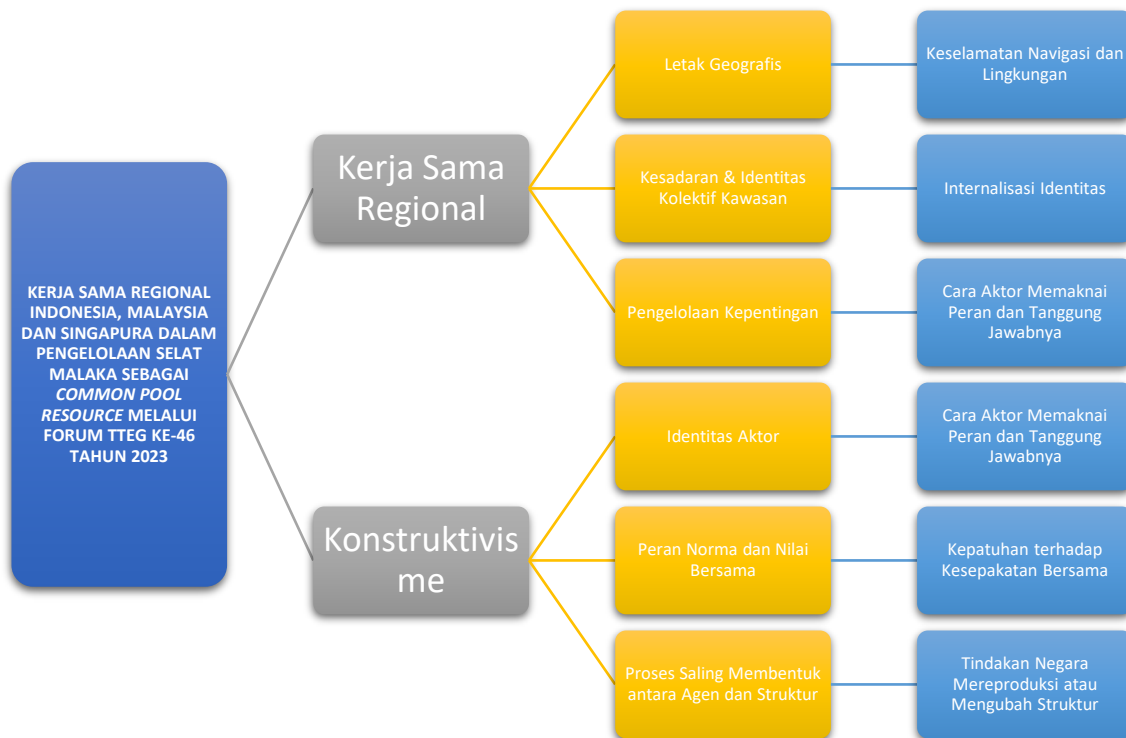 KERJA SAMA REGIONAL
INDONESIA, MALAYSIA
DAN SINGAPURA DALAM
PENGELOLAAN SELAT
MALAKA SEBAGAI
COMMON POOL
RESOURCE MELALUI
FORUM TTEG KE-46
TAHUN 2023
Kerja Sama
Regional
Letak Geografis
Keselamatan Navigasi dan
Lingkungan
Kesadaran & Identitas
Kolektif Kawasan
Internalisasi Identitas
Pengelolaan Kepentingan
Cara Aktor Memaknai
Peran dan Tanggung
Jawabnya
Konstruktivis
me
Identitas Aktor
Cara Aktor Memaknai
Peran dan Tanggung
Jawabnya
Peran Norma dan Nilai
Bersama
Kepatuhan terhadap
Kesepakatan Bersama
Proses Saling Membentuk
antara Agen dan Struktur
Tindakan Negara
Mereproduksi atau
Mengubah Struktur